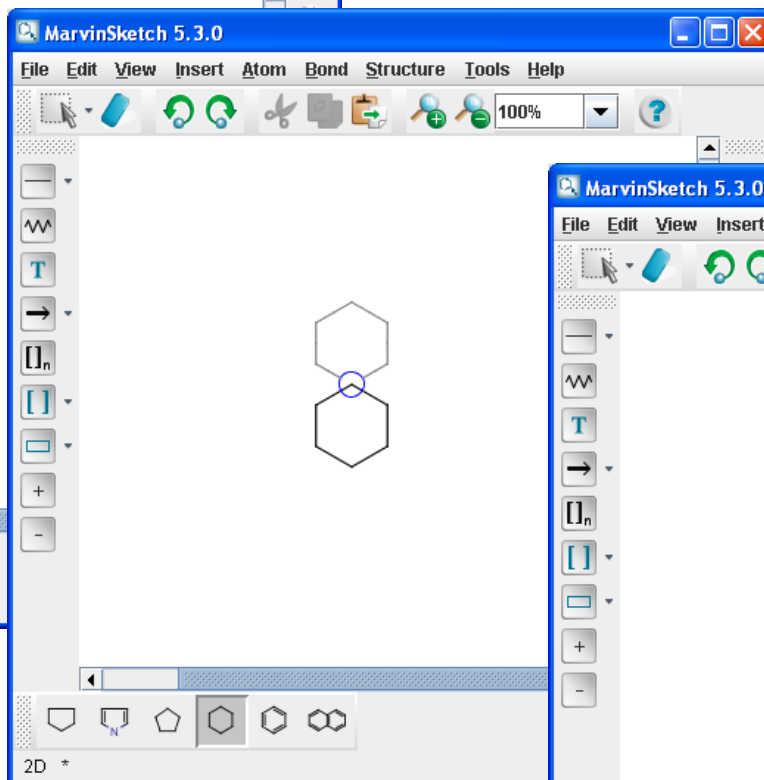 MarvinSketch 5.3.0
File Edit View Insert Atom Bond Structure Tools Help
100%
?
T
[]n
[ ]
+
-
N
2D *
MarvinSketch 5.3.0
File Edit View Insert
T
[]n
[ ]
+
-